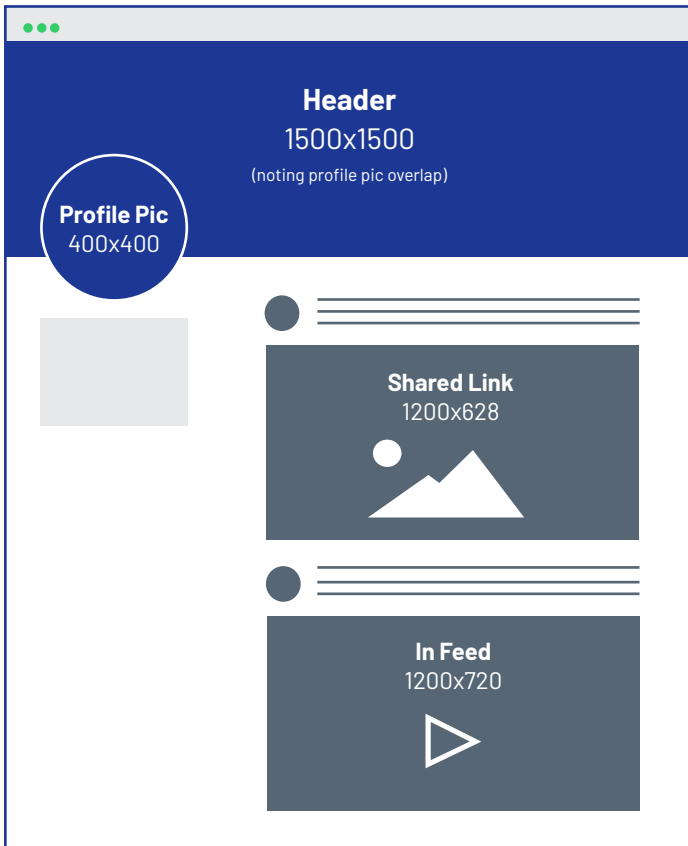 Header
1500x1500
(noting profile pic overlap)
Profile Pic
400x400
Shared Link
1200x628
In Feed
1200x720